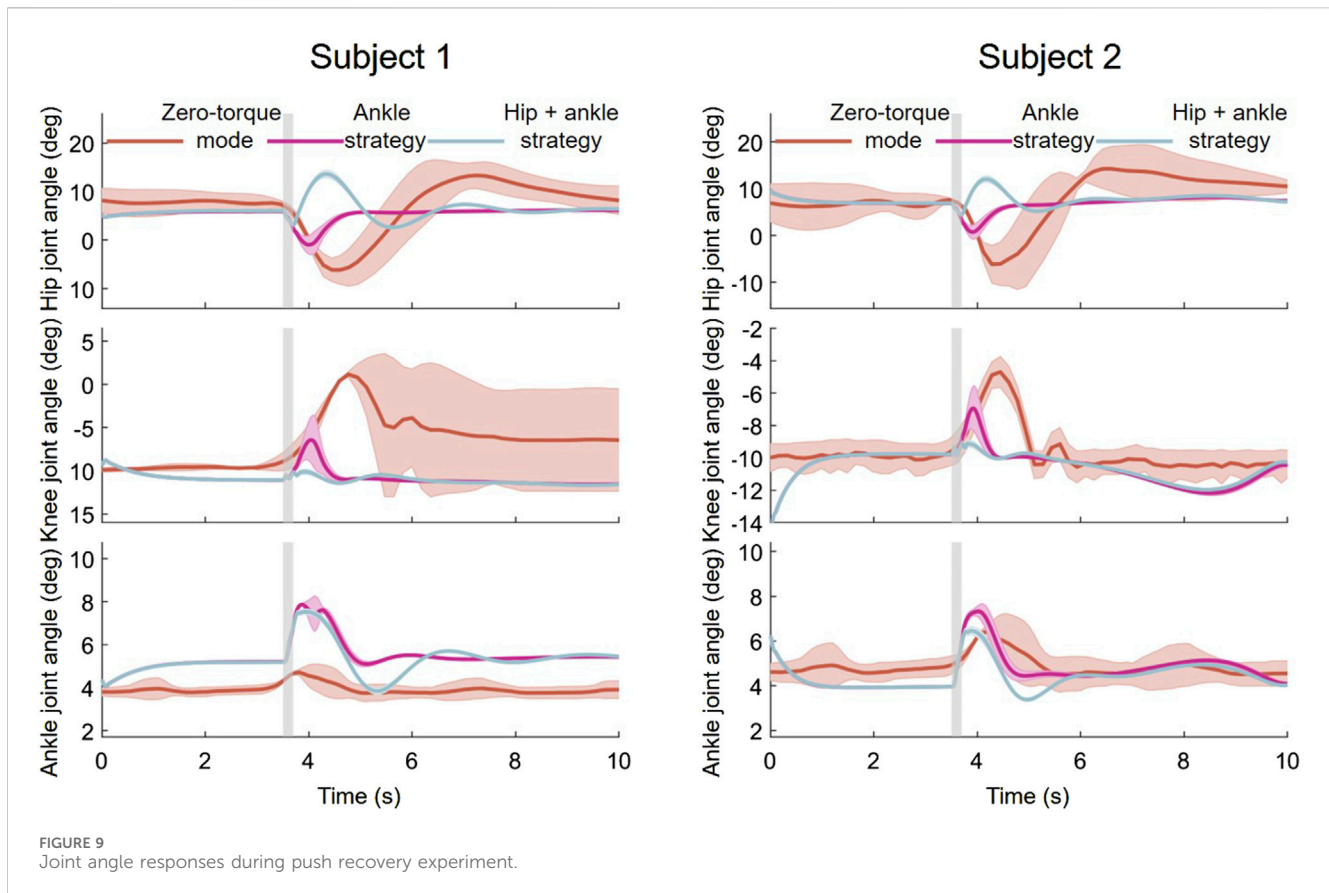 Subject 1
Subject 2
Zero-torque mode
Ankle strategy
Hip + ankle strategy
Hip joint angle (deg)
20
10
0
10
Knee joint angle (deg)
5
0
-5
10
15
Ankle joint angle (deg)
10
8
6
4
2
0 2 4 6 8 10
Time (s)
Zero-torque mode
Ankle strategy
Hip + ankle strategy
Hip joint angle (deg)
20
10
0
-10
Knee joint angle (deg)
-2
-4
-6
-8
-10
-12
-14
Ankle joint angle (deg)
10
8
6
4
2
0 2 4 6 8 10
Time (s)
FIGURE 9
Joint angle responses during push recovery experiment.